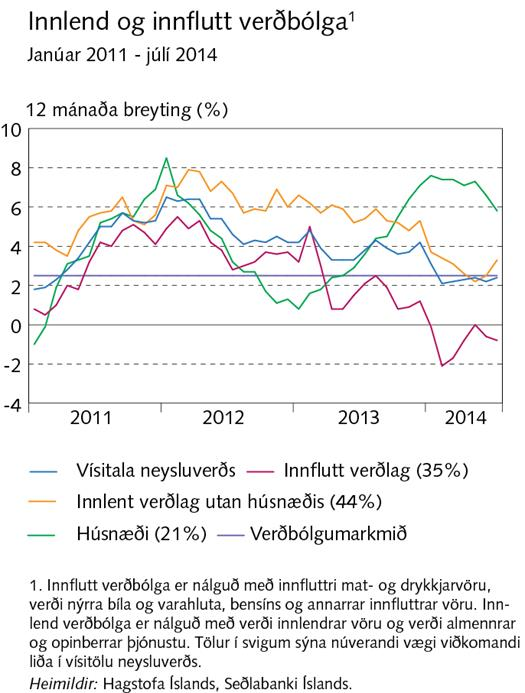 Innlend og innflutt verðbólga¹
Janúar 2011 - júlí 2014
12 mánaða breyting (%)
10
8
6
4
2
0
-2
-4
2011 2012 2013 2014
Vísitala neysluverðs Innflutt verðlag (35%)
Innlent verðlag utan húsnæðis (44%)
Húsnæði (21%) Verðbólgumarkmið
1. Innflutt verðbólga er nálguð með innfluttri mat- og drykkjarvöru,
verði nýrra bíla og varahluta, bensíns og annarrar innfluttrar vöru. Inn-
lend verðbólga er nálguð með verði innlendrar vöru og verði almennrar
og opinberrar þjónustu. Tölur í svigum sýna núverandi vægi viðkomandi
liða í vísitölu neysluverðs.
Heimildir: Hagstofa Íslands, Seðlabanki Íslands.